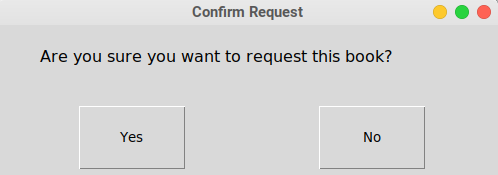 Confirm Request
Are you sure you want to request this book?
Yes
No